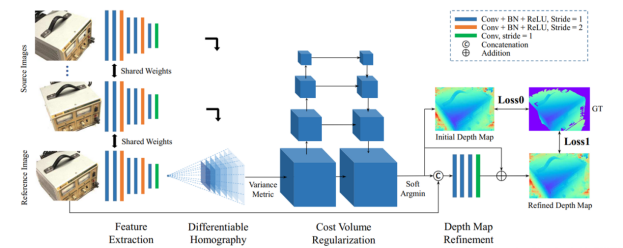 Source Images
Reference Image
Shared Weights
Shared Weights
Conv + BN + ReLU, Stride = 1
Conv + BN + ReLU, Stride = 2
Conv, stride = 1
C Concatenation
Addition
Loss0
GT
Initial Depth Map
Loss1
Variance
Metric
Soft
Argmin
C
Refined Depth Map
Feature
Extraction
Differentiable
Homography
Cost Volume
Regularization
Depth Map
Refinement